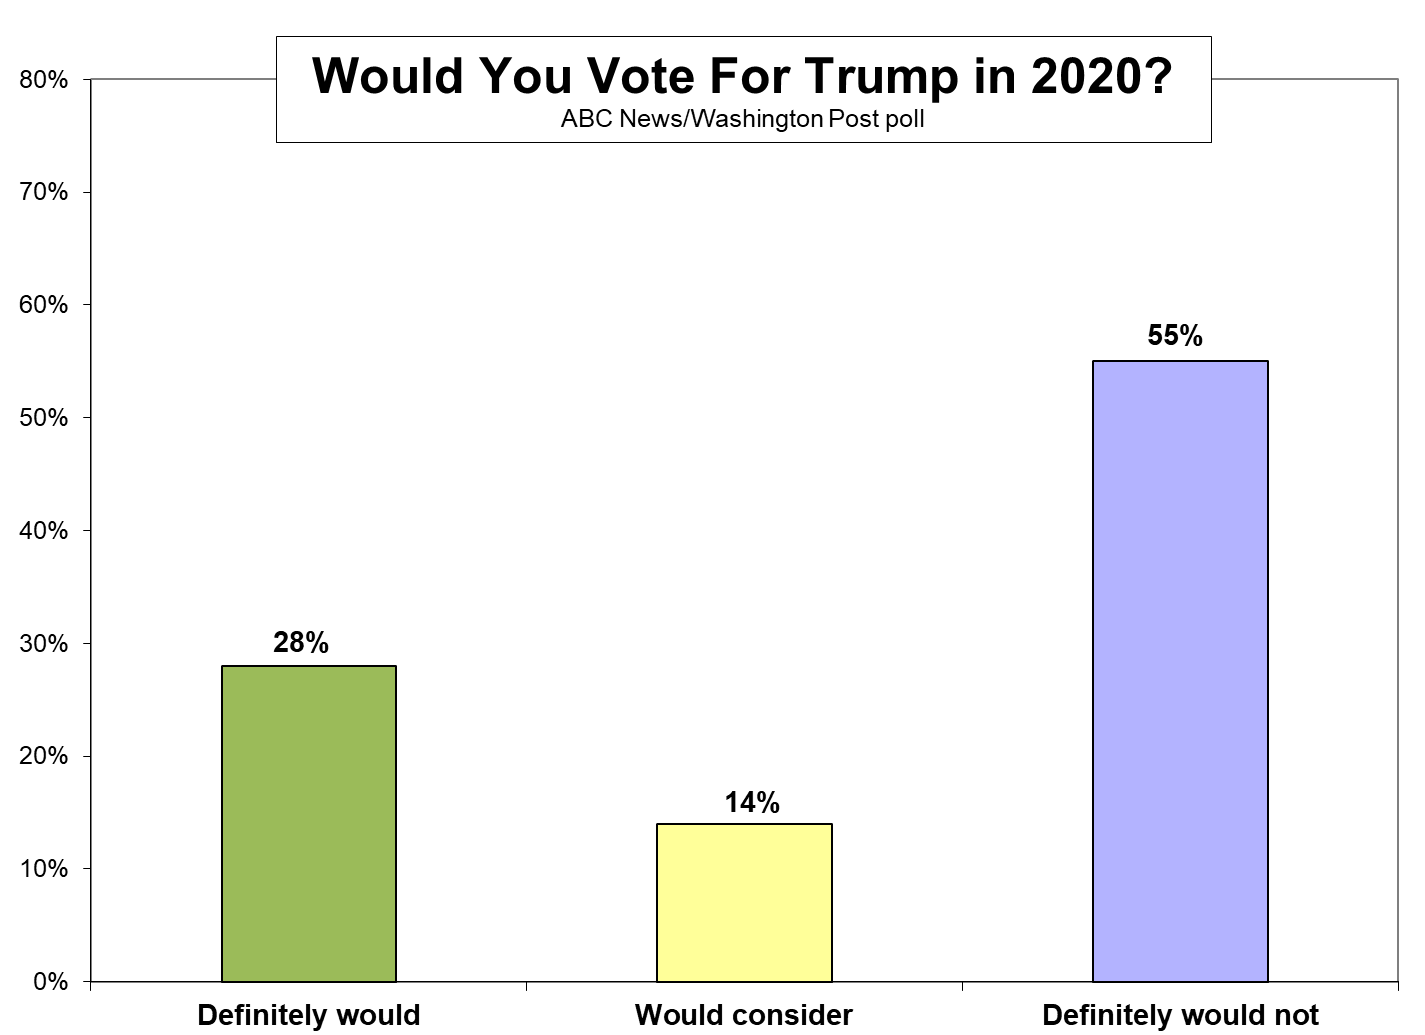 Would You Vote For Trump in 2020?
ABC News/Washington Post poll
80%
70%
60%
50%
40%
30%
20%
10%
0%
28%
14%
55%
Definitely would
Would consider
Definitely would not